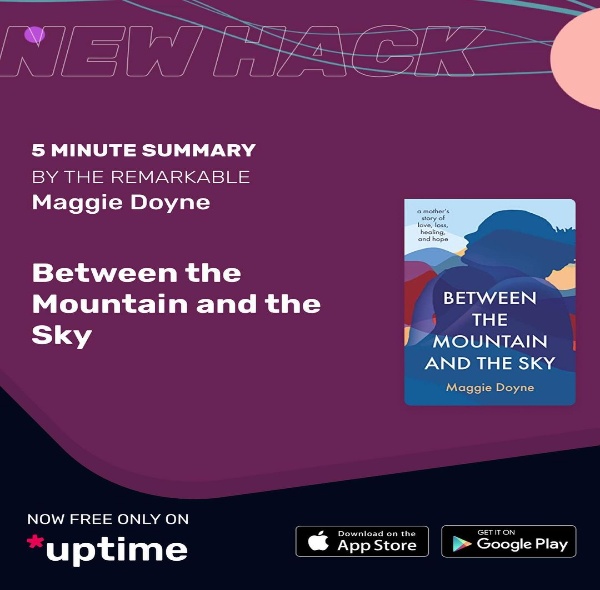 NEW HACK
5 MINUTE SUMMARY
BY THE REMARKABLE
Maggie Doyne
Between the
Mountain and the
Sky
a mother's
story of
love, loss,
healing,
and hope
BETWEEN
THE
MOUNTAIN
AND THE SKY
Maggie Doyne
NOW FREE ONLY ON
*uptime
Download on the
App Store
GET IT ON
Google Play